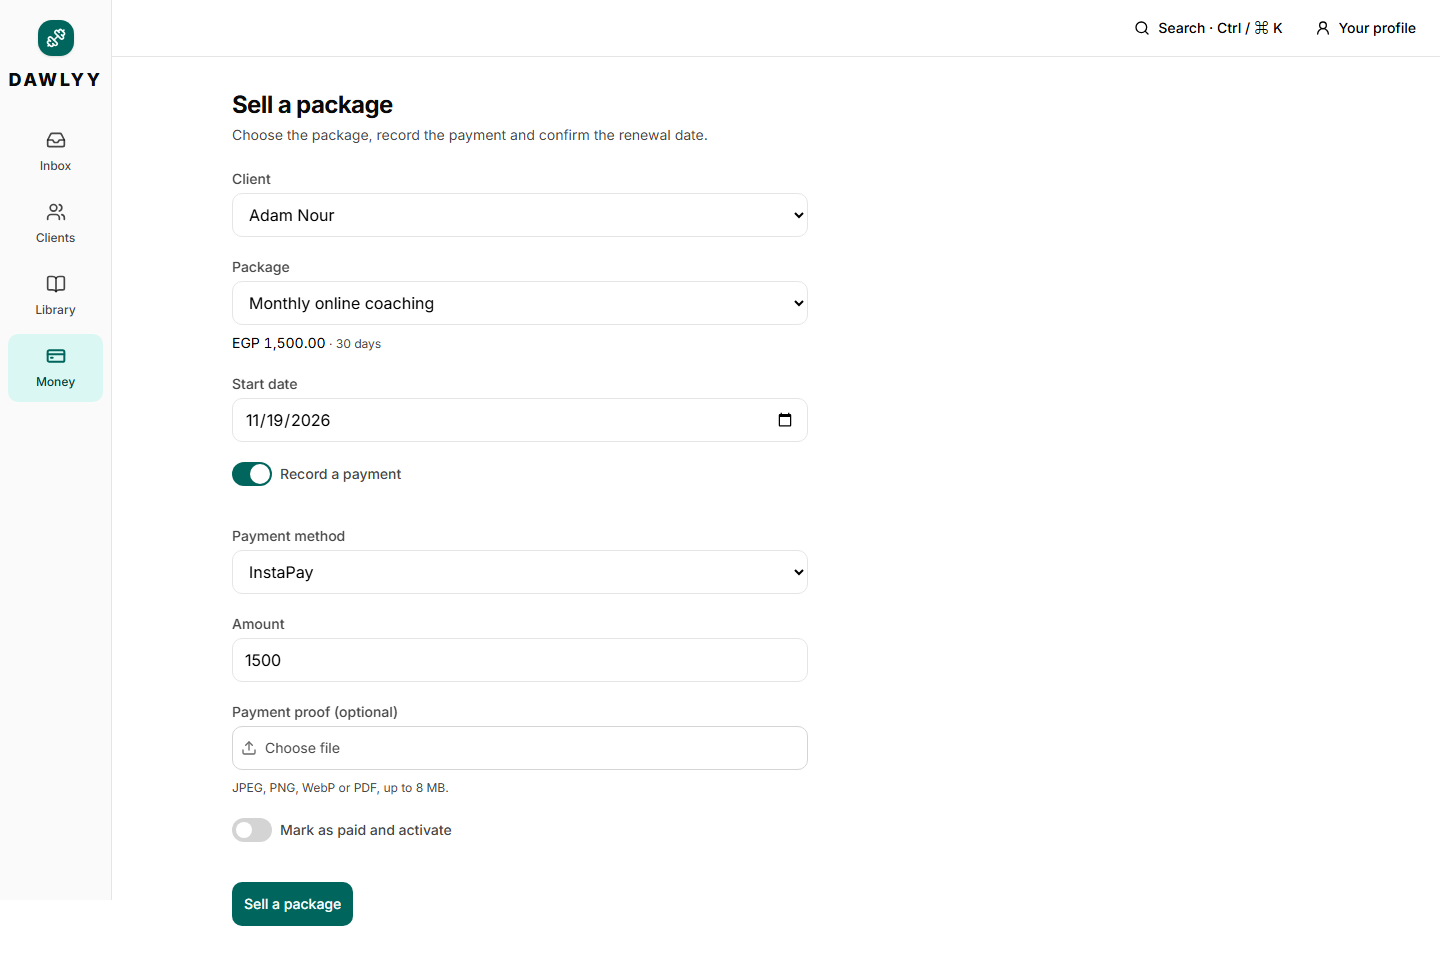 DAWLYY
Inbox
Clients
Library
Money
Search · Ctrl / ⌘ K
Your profile
Sell a package
Choose the package, record the payment and confirm the renewal date.
Client
Adam Nour
Package
Monthly online coaching
EGP 1,500.00 · 30 days
Start date
11/19/2026
Record a payment
Payment method
InstaPay
Amount
1500
Payment proof (optional)
Choose file
JPEG, PNG, WebP or PDF, up to 8 MB.
Mark as paid and activate
Sell a package